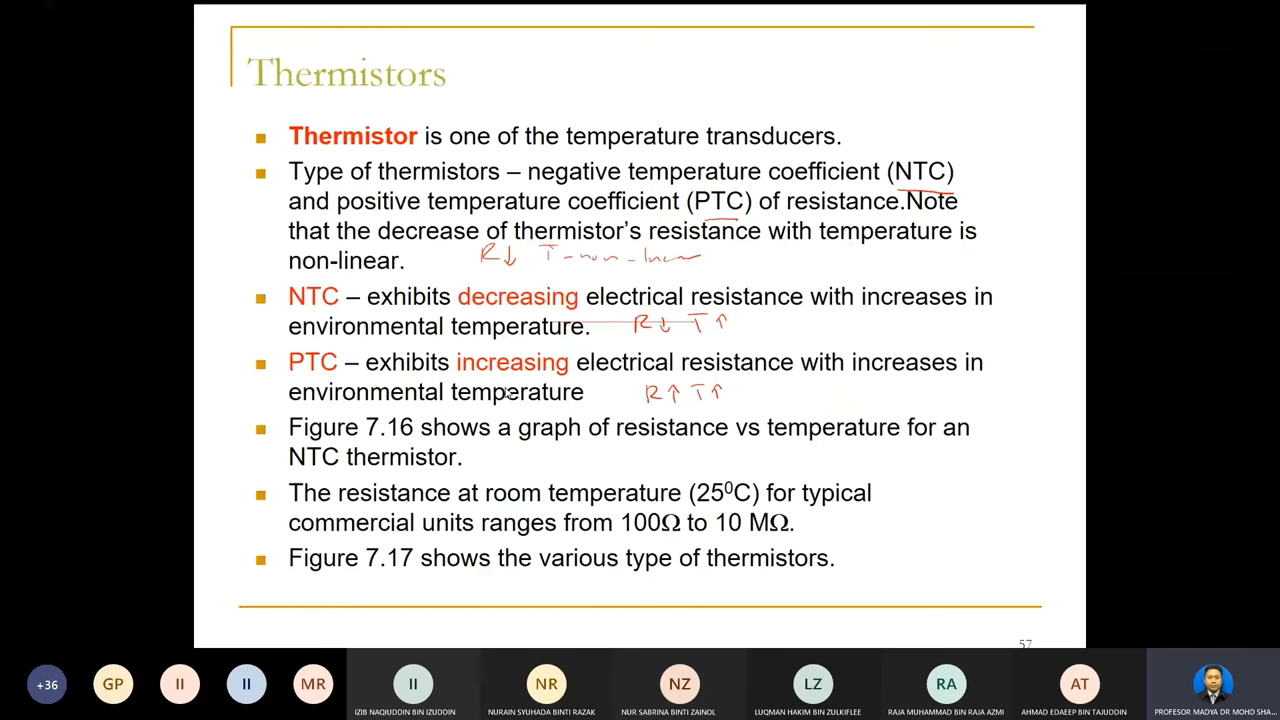 Thermistors
Thermistor is one of the temperature transducers.
Type of thermistors – negative temperature coefficient (NTC)
and positive temperature coefficient (PTC) of resistance.Note
that the decrease of thermistor's resistance with temperature is
non-linear.
R↓ T - non - linear
NTC – exhibits decreasing electrical resistance with increases in
environmental temperature.
R↓ T↑
PTC – exhibits increasing electrical resistance with increases in
environmental temperature
R↑ T↑
Figure 7.16 shows a graph of resistance vs temperature for an
NTC thermistor.
The resistance at room temperature (25⁰C) for typical
commercial units ranges from 100Ω to 10 MΩ.
Figure 7.17 shows the various type of thermistors.
57
+36
GP
II
II
MR
II
IZIB NAQIUDDIN BIN IZUDDIN
NR
NURAIN SYUHADA BINTI RAZAK
NZ
NUR SABRINA BINTI ZAINOL
LZ
LUQMAN HAKIM BIN ZULKIFLEE
RA
RAJA MUHAMMAD BIN RAJA AZMI
AT
AHMAD EDAEEP BIN TAJUDDIN
PROFESOR MADYA DR MOHD SHA...